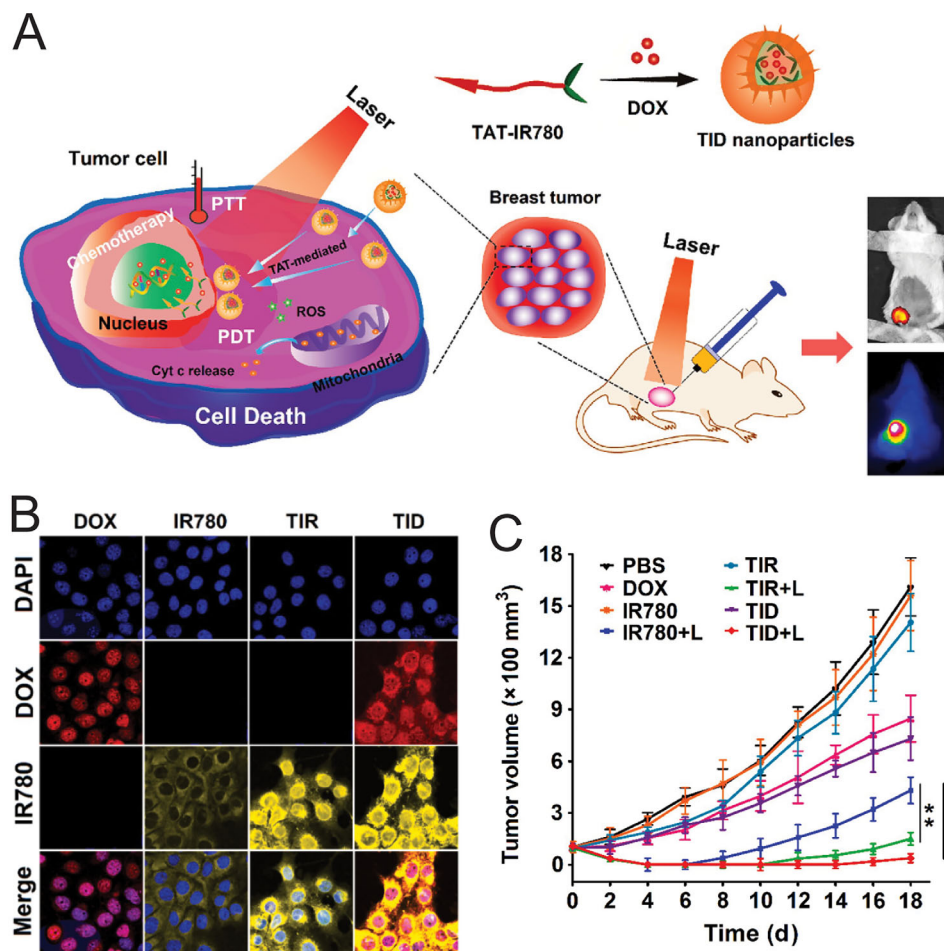 A
Laser
DOX
TAT-IR780
TID nanoparticles
Tumor cell
PTT
Chemotherapy
TAT-mediated
Breast tumor
Laser
Nucleus
ROS
PDT
Cyt c release
Mitochondria
Cell Death
B
DOX IR780 TIR TID
DAPI
DOX
IR780
Merge
C
Tumor volume (× 100 mm³)
18
15
12
9
6
3
0
PBS
DOX
IR780
IR780+L
TIR
TIR+L
TID
TID+L
**
0 2 4 6 8 10 12 14 16 18
Time (d)